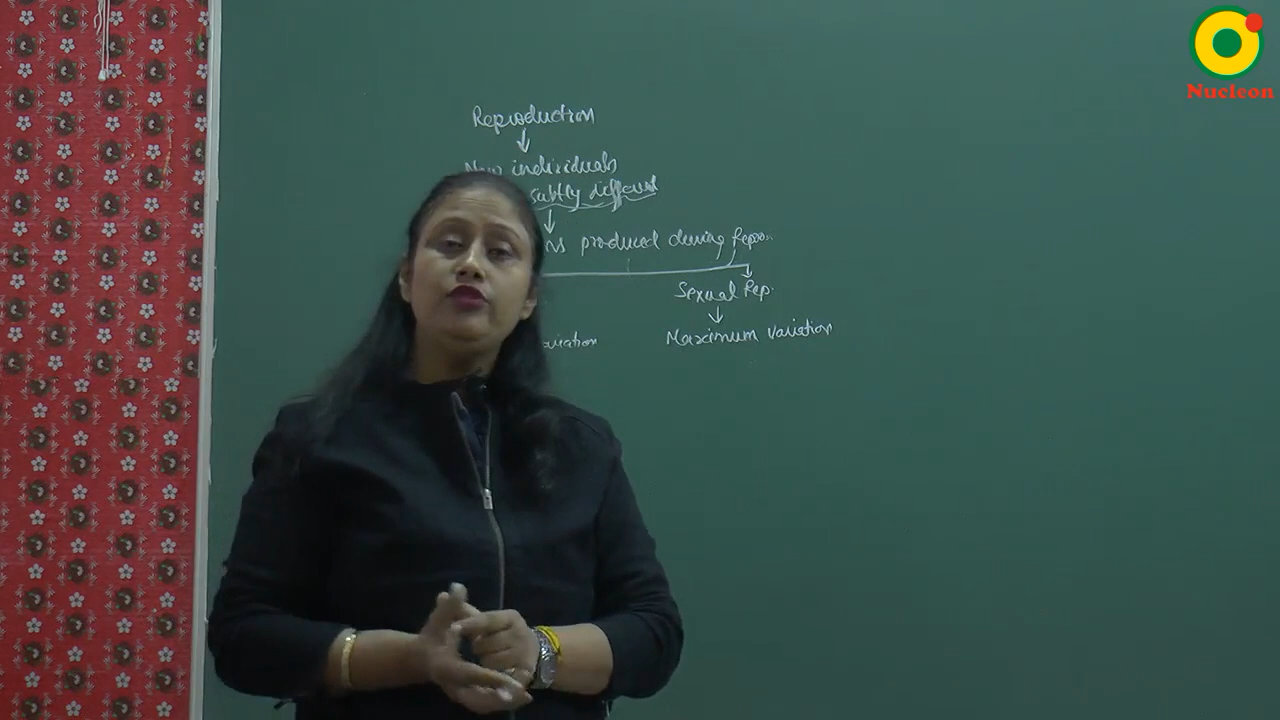 Reproduction
New individuals
subtly different
produced during Repro.
Sexual Rep.
Maximum variation
Nucleon